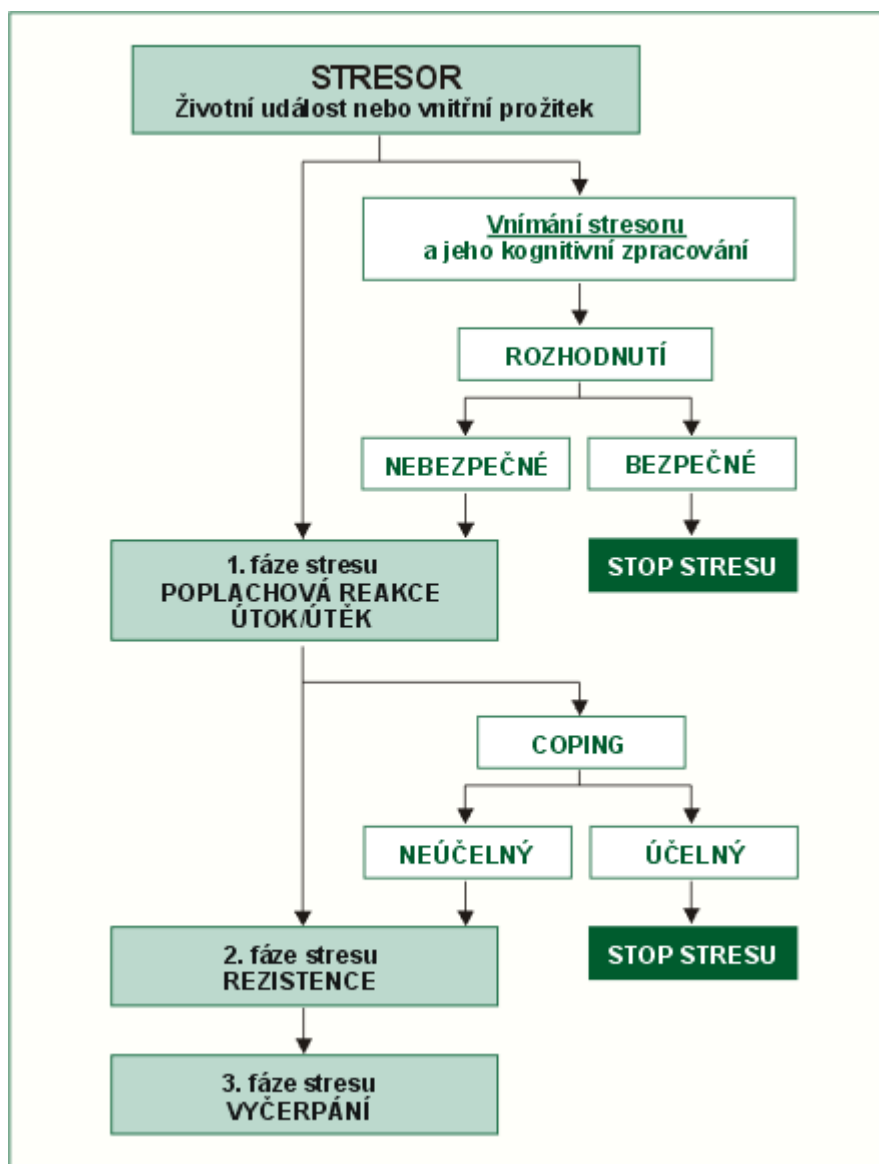 STRESOR
Životní událost nebo vnitřní prožitek
Vnímání stresoru
a jeho kognitivní zpracování
ROZHODNUTÍ
NEBEZPEČNÉ
BEZPEČNÉ
1. fáze stresu
POPLACHOVÁ REAKCE
ÚTOK/ÚTĚK
STOP STRESU
COPING
NEÚČELNÝ
ÚČELNÝ
2. fáze stresu
REZISTENCE
STOP STRESU
3. fáze stresu
VYČERPÁNÍ